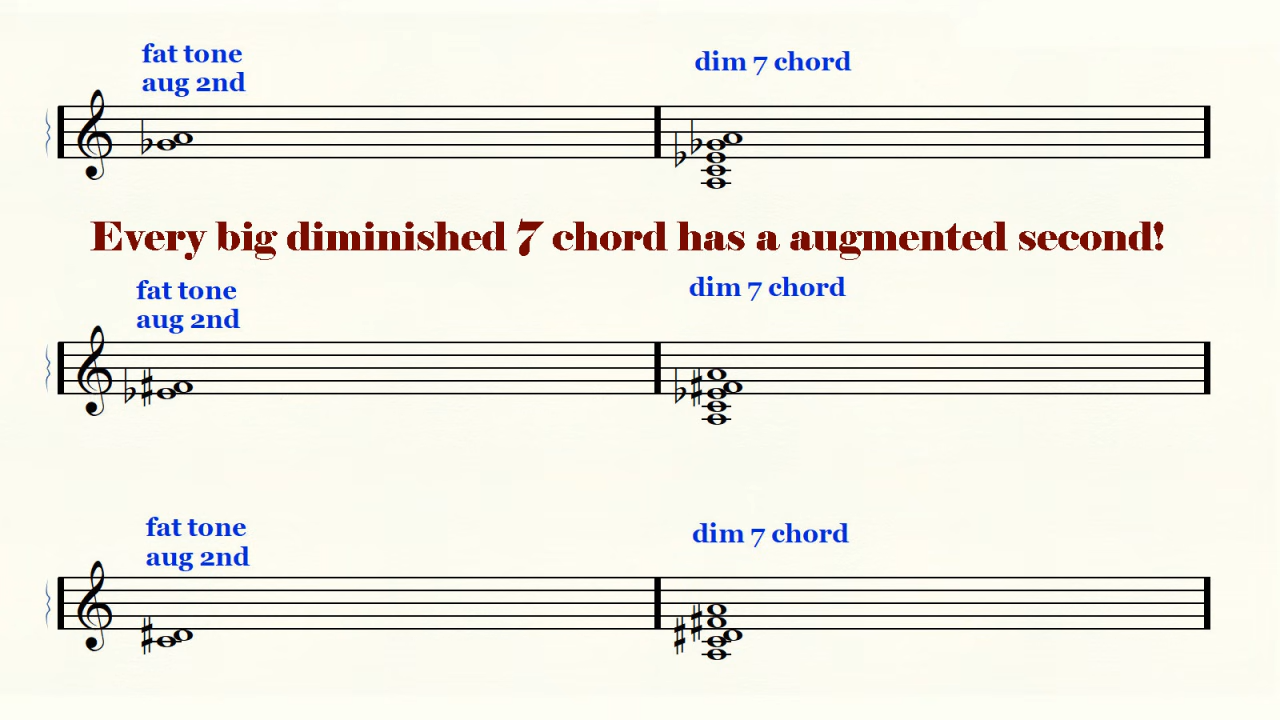 fat tone
aug 2nd
dim 7 chord
Every big diminished 7 chord has a augmented second!
fat tone
aug 2nd
dim 7 chord
fat tone
aug 2nd
dim 7 chord